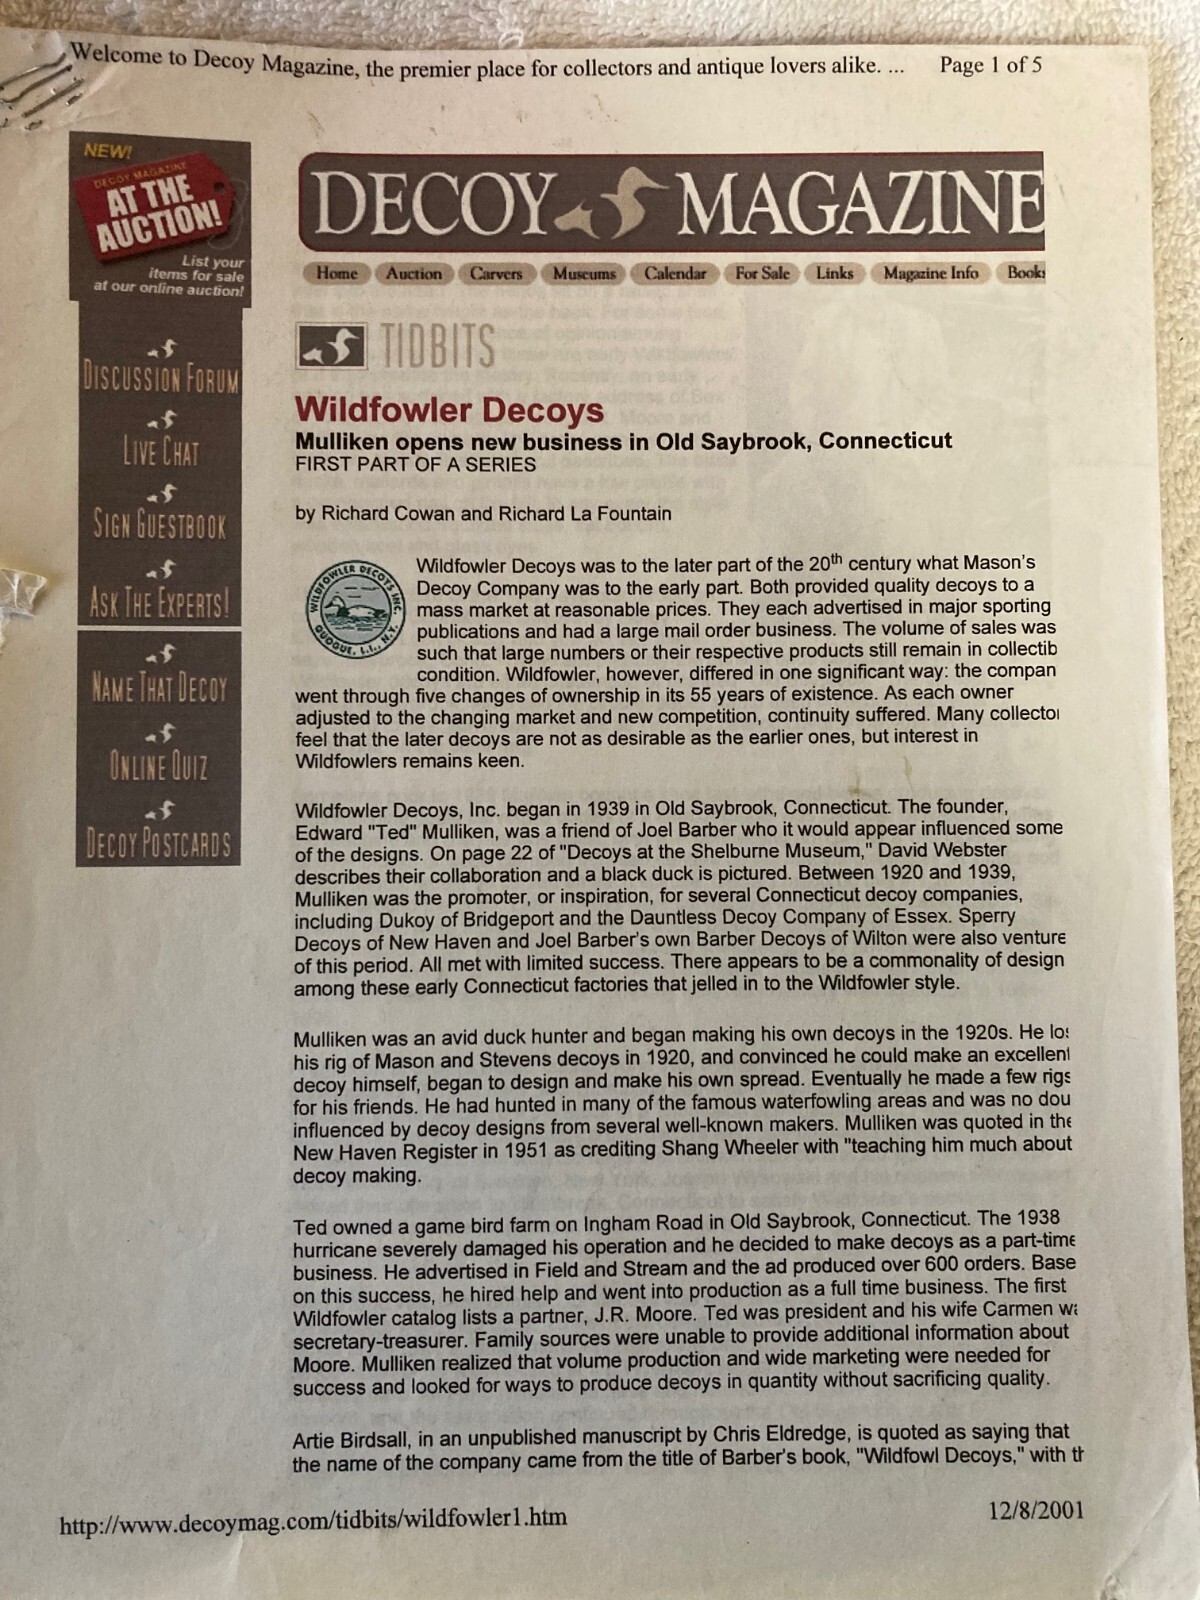 Welcome to Decoy Magazine, the premier place for collectors and antique lovers alike. ... Page 1 of 5
NEW!
DECOY MAGAZINE
AT THE
AUCTION!
List your
items for sale
at our online auction!
DISCUSSION FORUM
LIVE CHAT
SIGN GUESTBOOK
ASK THE EXPERTS!
NAME THAT DECOY
ONLINE QUIZ
DECOY POSTCARDS
DECOY MAGAZINE
Home Auction Carvers Museums Calendar For Sale Links Magazine Info Books
TIDBITS
Wildfowler Decoys
Mulliken opens new business in Old Saybrook, Connecticut
FIRST PART OF A SERIES
by Richard Cowan and Richard La Fountain
WILDFOWLER DECOYS INC.
QUOGUE, L.I., N.Y.
Wildfowler Decoys was to the later part of the 20th century what Mason's
Decoy Company was to the early part. Both provided quality decoys to a
mass market at reasonable prices. They each advertised in major sporting
publications and had a large mail order business. The volume of sales was
such that large numbers or their respective products still remain in collectib
condition. Wildfowler, however, differed in one significant way: the compan
went through five changes of ownership in its 55 years of existence. As each owner
adjusted to the changing market and new competition, continuity suffered. Many collector
feel that the later decoys are not as desirable as the earlier ones, but interest in
Wildfowlers remains keen.
Wildfowler Decoys, Inc. began in 1939 in Old Saybrook, Connecticut. The founder,
Edward "Ted" Mulliken, was a friend of Joel Barber who it would appear influenced some
of the designs. On page 22 of "Decoys at the Shelburne Museum," David Webster
describes their collaboration and a black duck is pictured. Between 1920 and 1939,
Mulliken was the promoter, or inspiration, for several Connecticut decoy companies,
including Dukoy of Bridgeport and the Dauntless Decoy Company of Essex. Sperry
Decoys of New Haven and Joel Barber's own Barber Decoys of Wilton were also venture
of this period. All met with limited success. There appears to be a commonality of design
among these early Connecticut factories that jelled in to the Wildfowler style.
Mulliken was an avid duck hunter and began making his own decoys in the 1920s. He los
his rig of Mason and Stevens decoys in 1920, and convinced he could make an excellent
decoy himself, began to design and make his own spread. Eventually he made a few rigs
for his friends. He had hunted in many of the famous waterfowling areas and was no dou
influenced by decoy designs from several well-known makers. Mulliken was quoted in the
New Haven Register in 1951 as crediting Shang Wheeler with "teaching him much about
decoy making.
Ted owned a game bird farm on Ingham Road in Old Saybrook, Connecticut. The 1938
hurricane severely damaged his operation and he decided to make decoys as a part-time
business. He advertised in Field and Stream and the ad produced over 600 orders. Base
on this success, he hired help and went into production as a full time business. The first
Wildfowler catalog lists a partner, J.R. Moore. Ted was president and his wife Carmen wa
secretary-treasurer. Family sources were unable to provide additional information about
Moore. Mulliken realized that volume production and wide marketing were needed for
success and looked for ways to produce decoys in quantity without sacrificing quality.
Artie Birdsall, in an unpublished manuscript by Chris Eldredge, is quoted as saying that
the name of the company came from the title of Barber's book, "Wildfowl Decoys," with th
http://www.decoymag.com/tidbits/wildfowler1.htm 12/8/2001